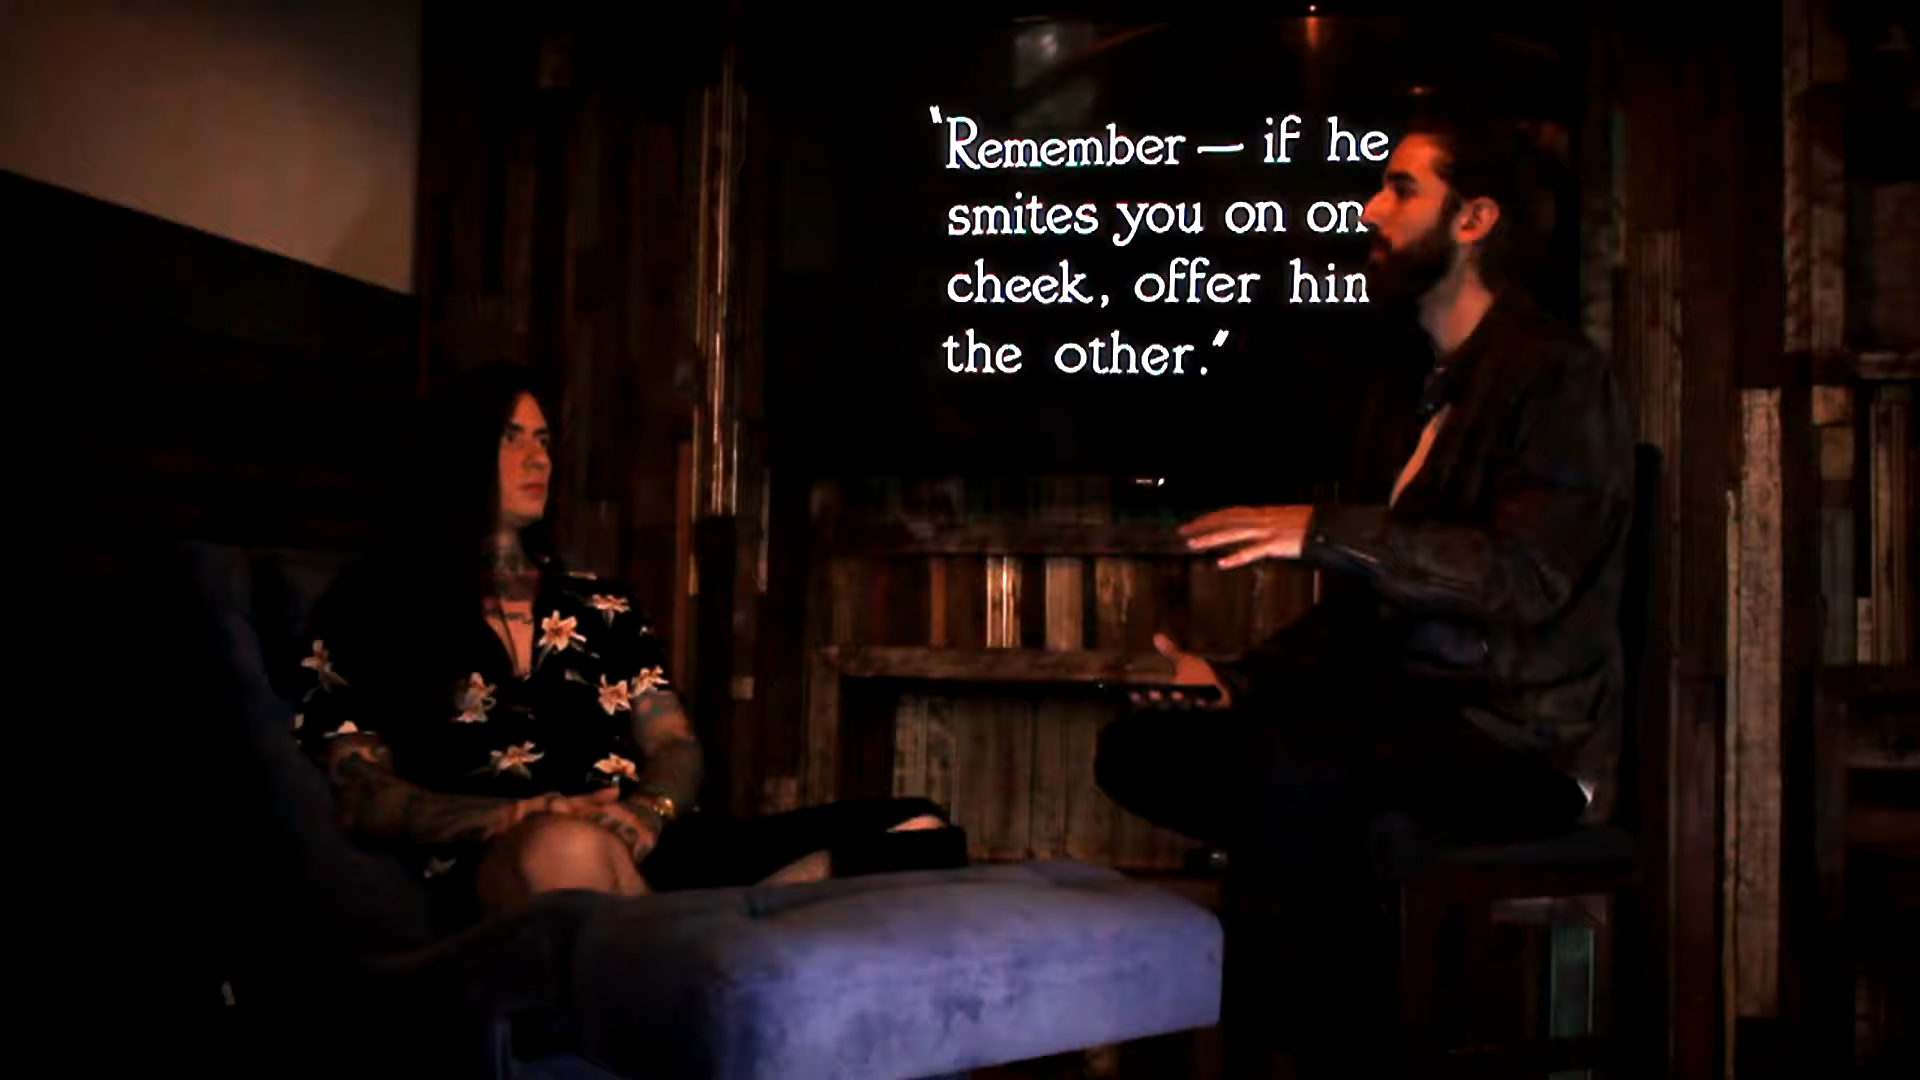 "Remember — if he
smites you on on
cheek, offer hin
the other."